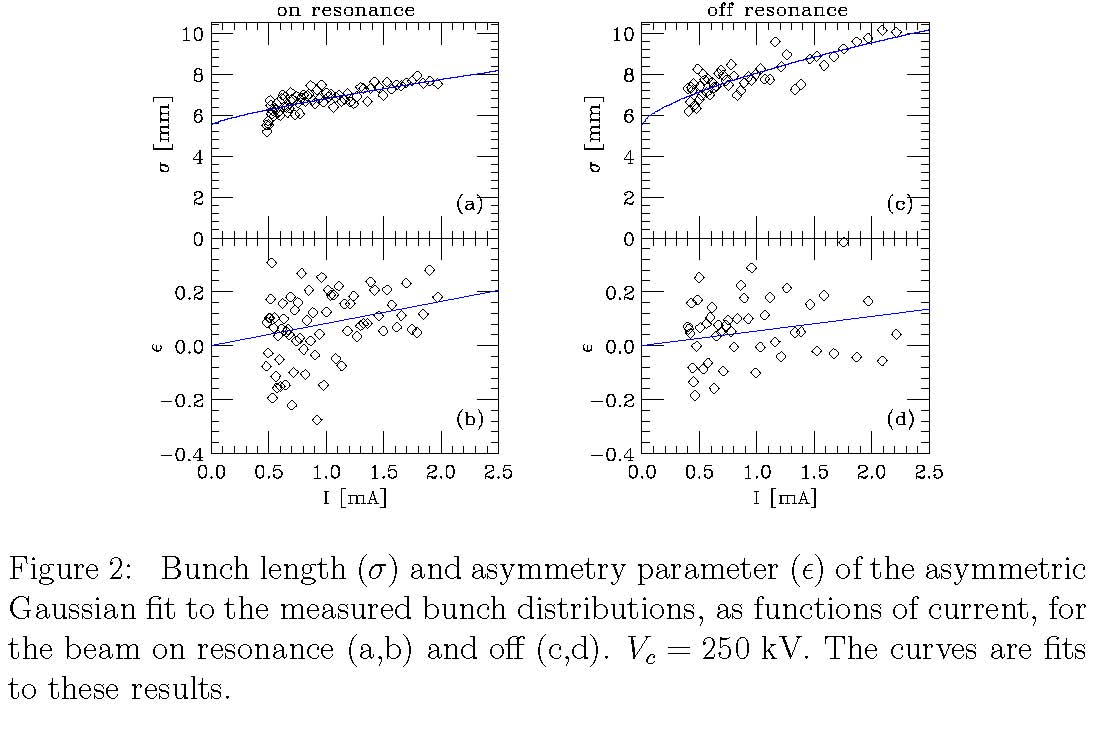 on resonance
off resonance
10
8
6
4
2
0
σ [mm]
(a)
10
8
6
4
2
0
σ [mm]
(c)
0.2
0.0
−0.2
−0.4
ϵ
(b)
0.0 0.5 1.0 1.5 2.0 2.5
I [mA]
0.2
0.0
−0.2
−0.4
ϵ
(d)
0.0 0.5 1.0 1.5 2.0 2.5
I [mA]
Figure 2: Bunch length (σ) and asymmetry parameter (ϵ) of the asymmetric
Gaussian fit to the measured bunch distributions, as functions of current, for
the beam on resonance (a,b) and off (c,d). V_c = 250 kV. The curves are fits
to these results.